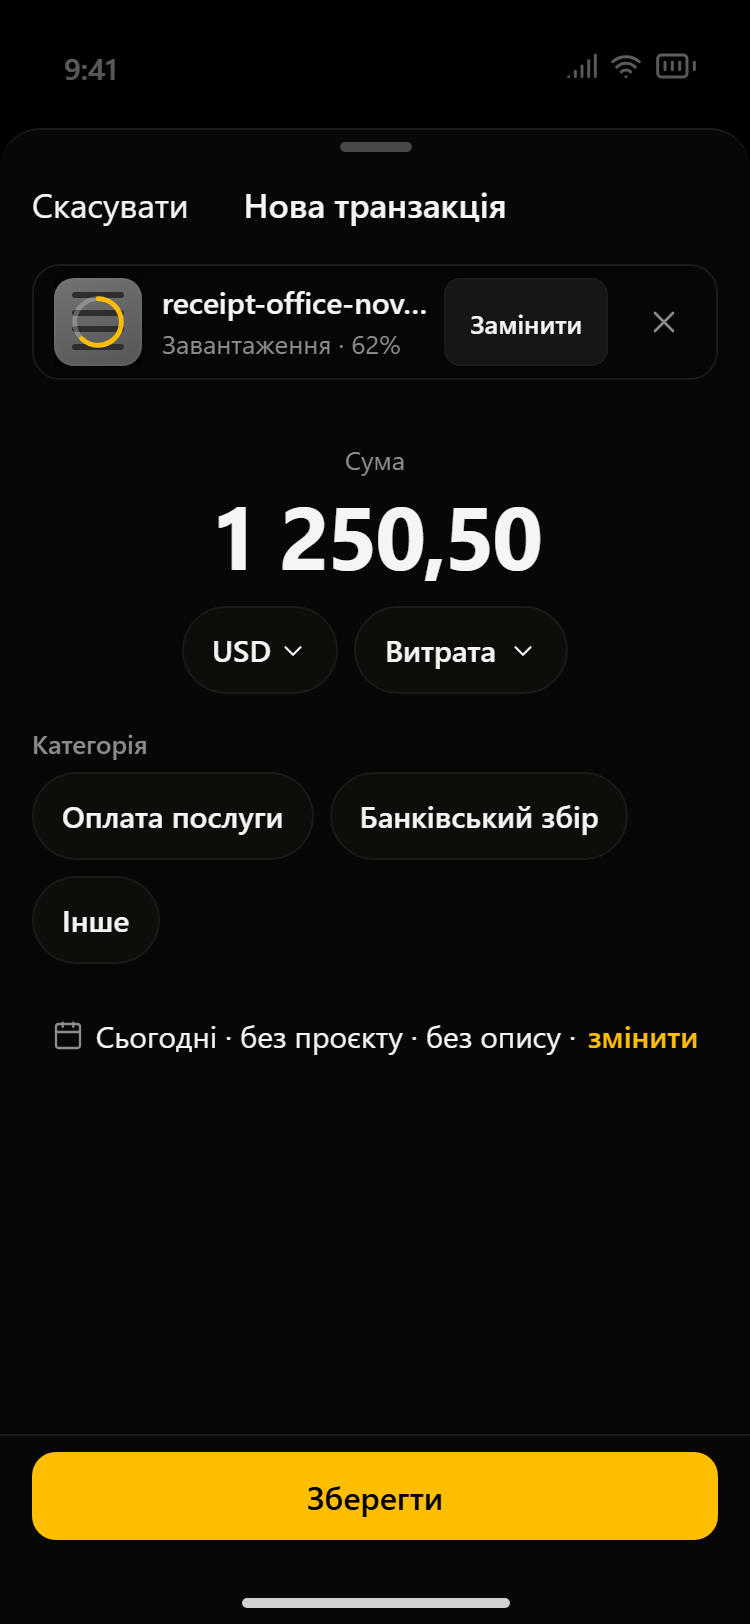 9:41
Скасувати Нова транзакція
receipt-office-nov...
Завантаження · 62%
Замінити
Сума
1 250,50
USD Витрата
Категорія
Оплата послуги Банківський збір
Інше
Сьогодні · без проєкту · без опису · змінити
Зберегти